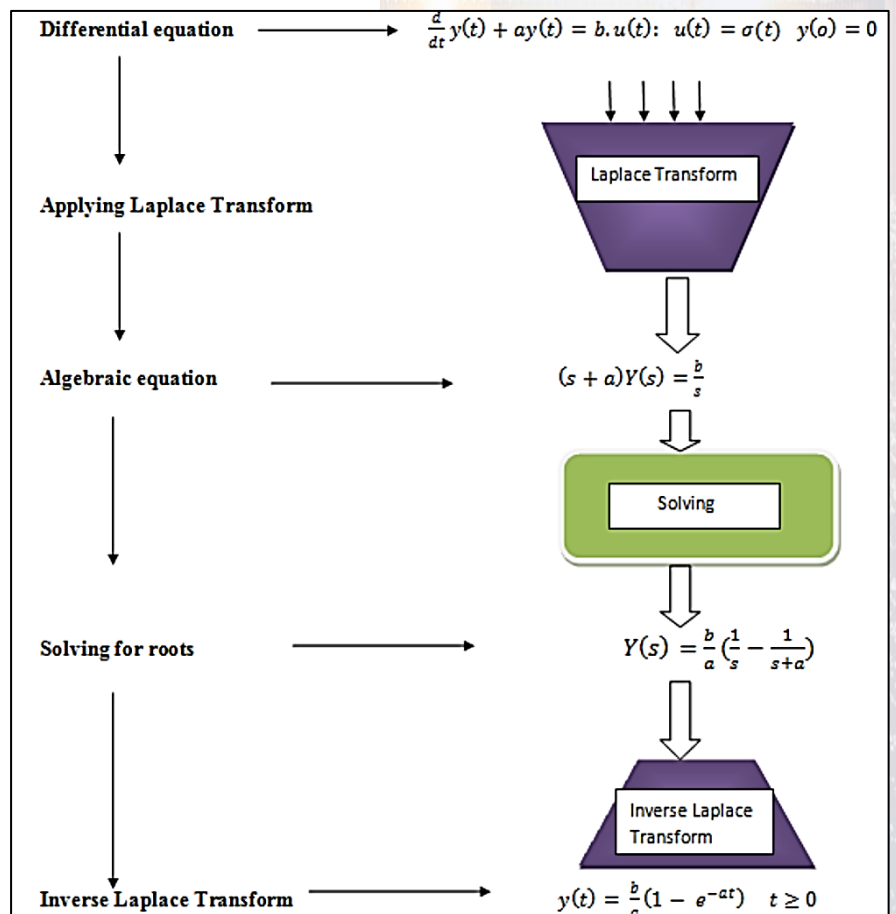 Differential equation
d/dt y(t) + ay(t) = b.u(t): u(t) = σ(t) y(o) = 0
Laplace Transform
Applying Laplace Transform
Algebraic equation
(s + a)Y(s) = b/s
Solving
Solving for roots
Y(s) = b/a (1/s − 1/(s+a))
Inverse Laplace
Transform
Inverse Laplace Transform
y(t) = b/a (1 − e^{-at}) t ≥ 0